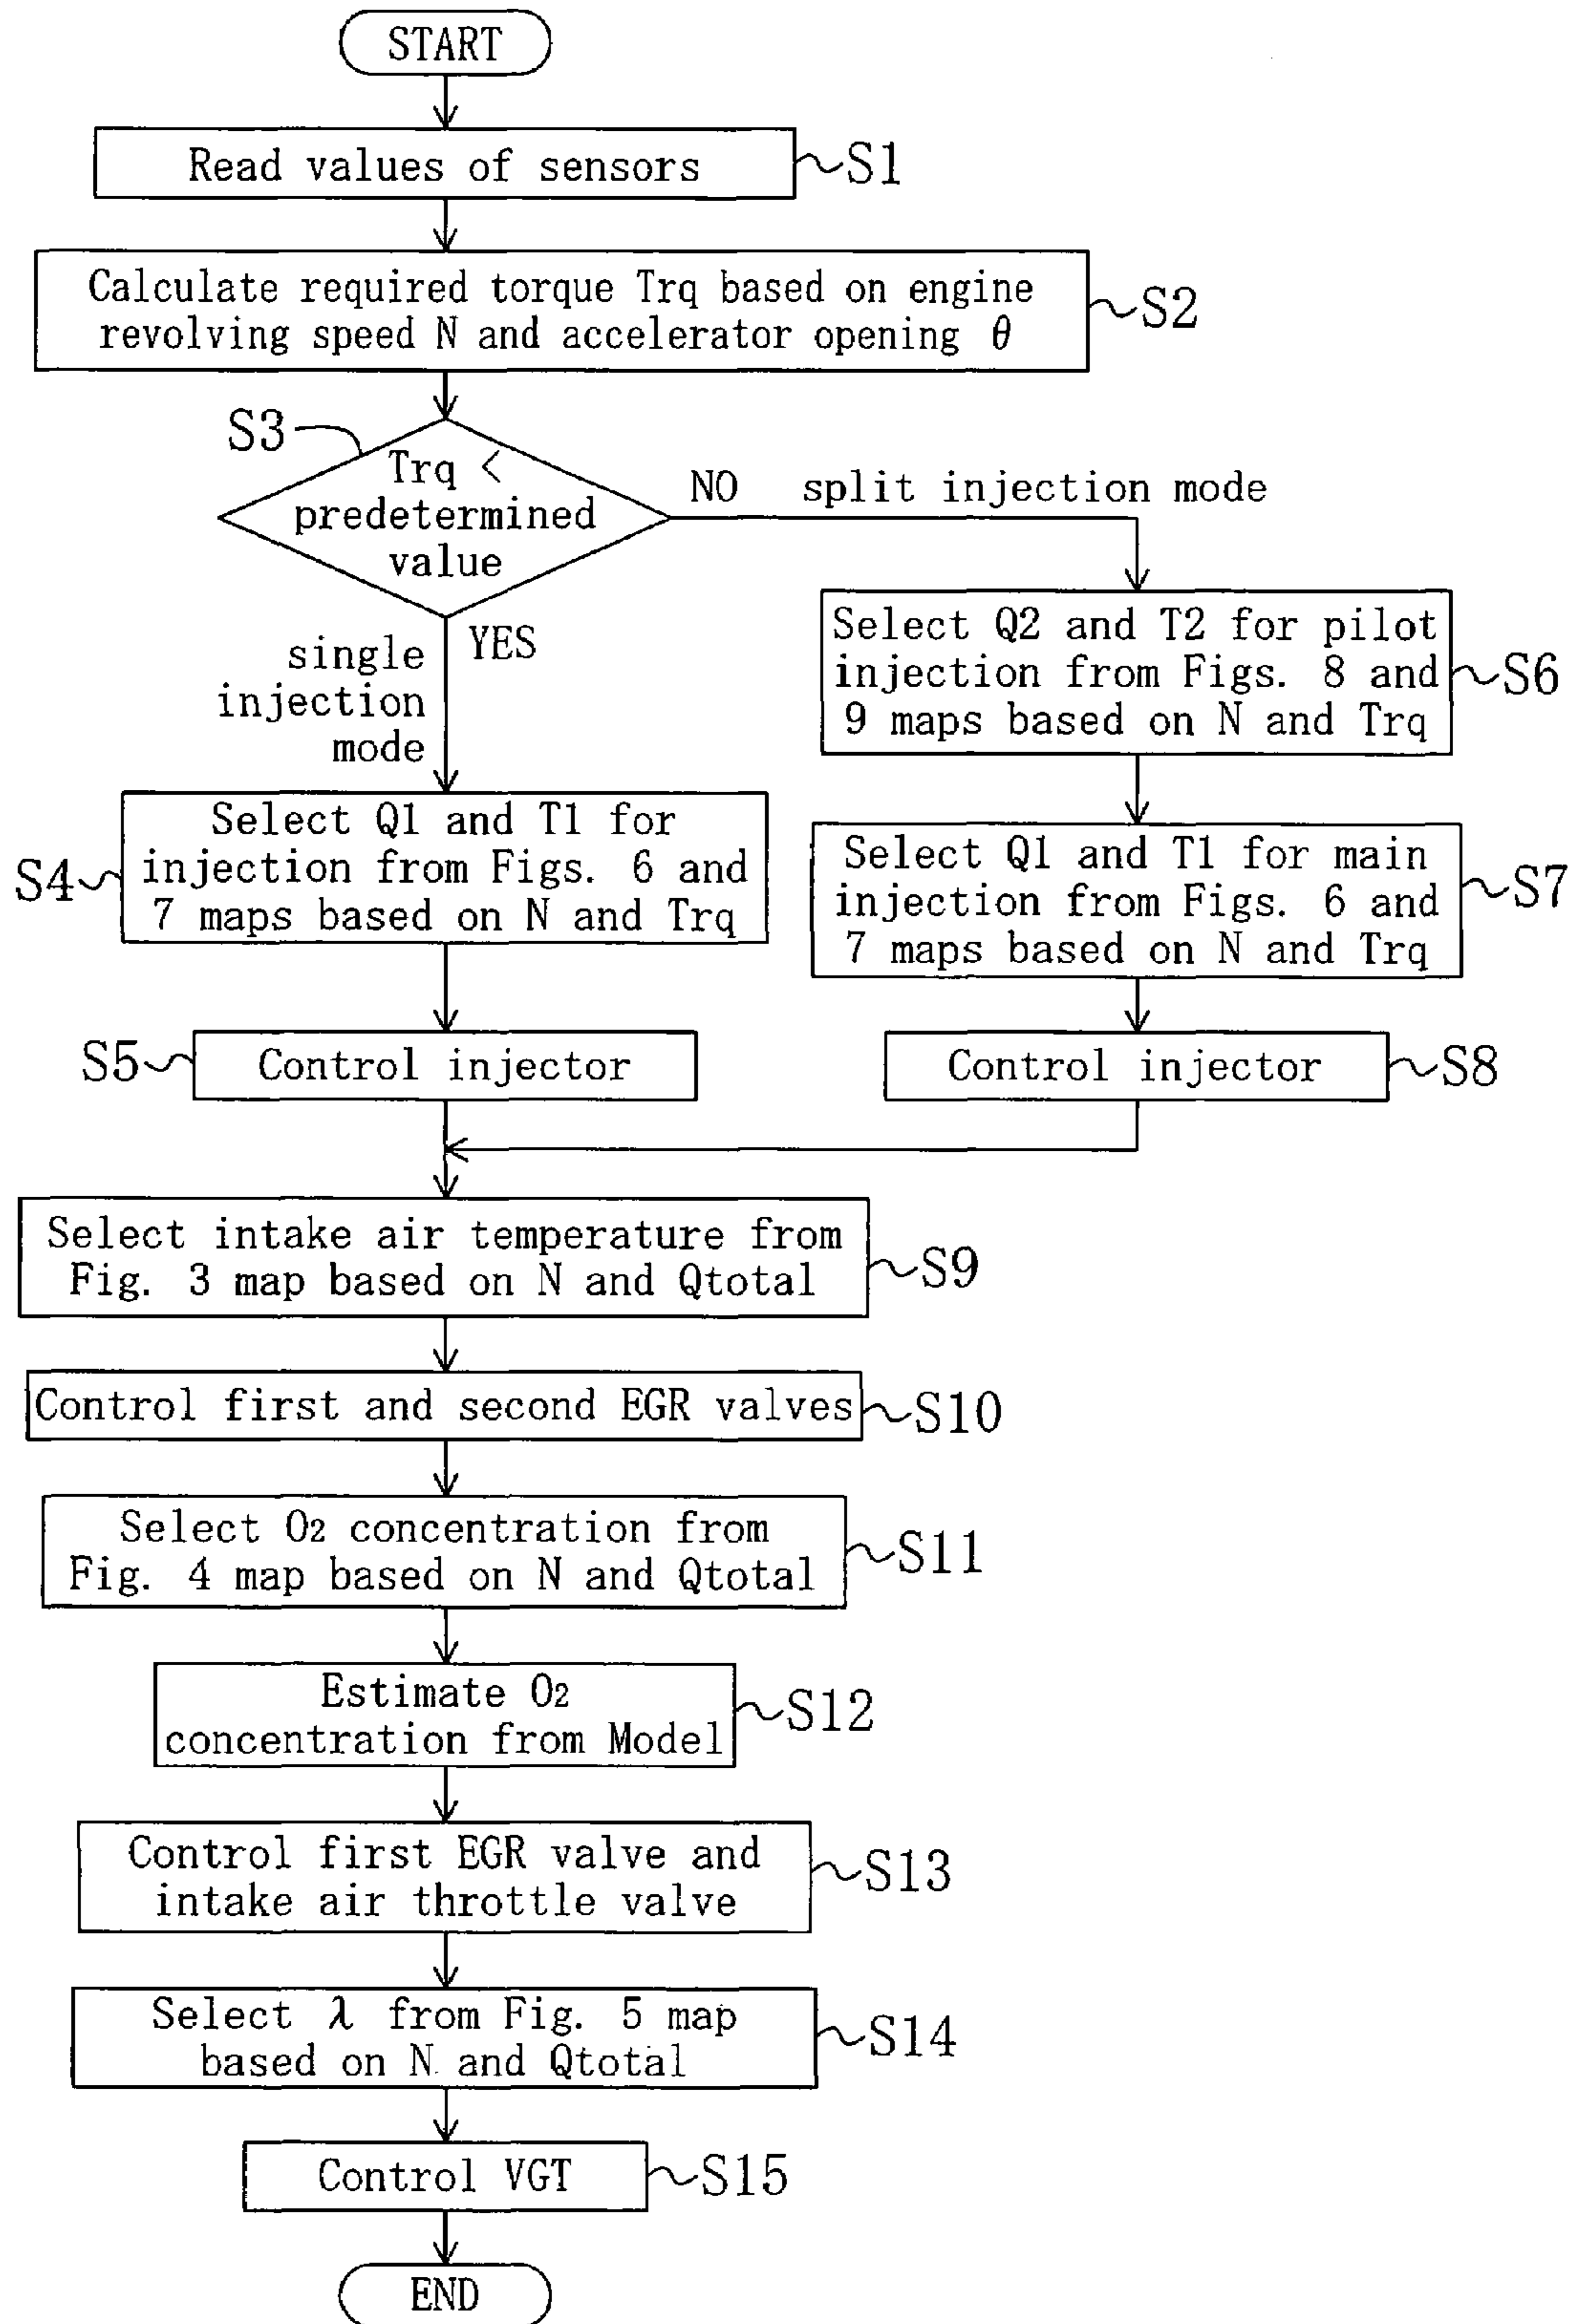 START
Read values of sensors
S1
Calculate required torque Trq based on engine
revolving speed N and accelerator opening θ
S2
S3
Trq <
predetermined
value
NO split injection mode
YES
single
injection
mode
Select Q2 and T2 for pilot
injection from Figs. 8 and
9 maps based on N and Trq
S6
Select Q1 and T1 for
injection from Figs. 6 and
7 maps based on N and Trq
S4
Select Q1 and T1 for main
injection from Figs. 6 and
7 maps based on N and Trq
S7
S5
Control injector
Control injector
S8
Select intake air temperature from
Fig. 3 map based on N and Qtotal
S9
Control first and second EGR valves
S10
Select O2 concentration from
Fig. 4 map based on N and Qtotal
S11
Estimate O2
concentration from Model
S12
Control first EGR valve and
intake air throttle valve
S13
Select λ from Fig. 5 map
based on N and Qtotal
S14
Control VGT
S15
END